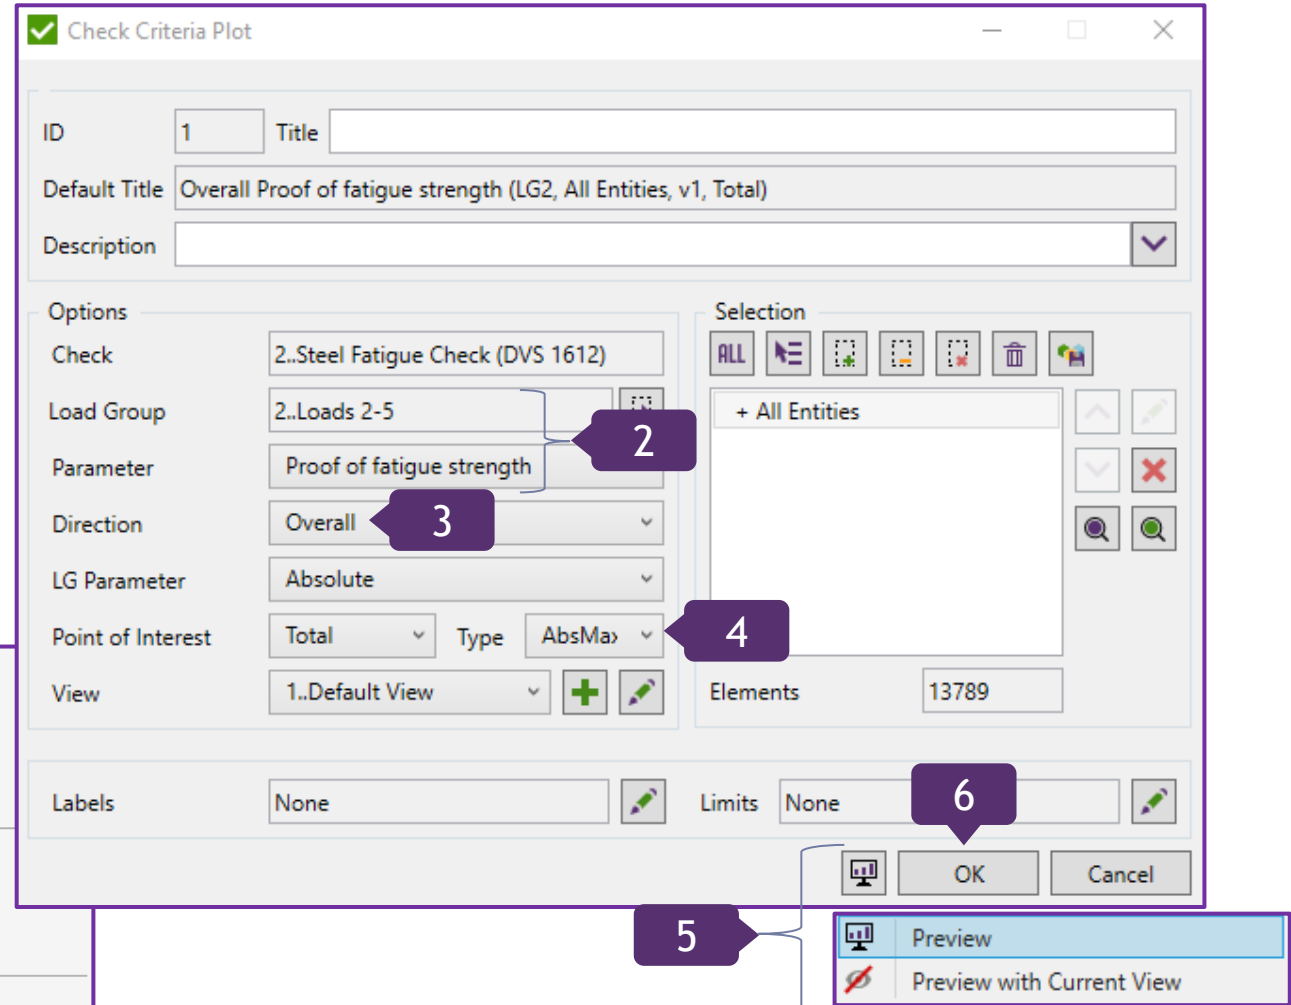 Check Criteria Plot
ID 1 Title
Default Title Overall Proof of fatigue strength (LG2, All Entities, v1, Total)
Description
Options
Selection
Check 2..Steel Fatigue Check (DVS 1612)
ALL
Load Group 2..Loads 2-5
+ All Entities
2
Parameter Proof of fatigue strength
Direction Overall
3
LG Parameter Absolute
Point of Interest Total Type AbsMax
4
View 1..Default View
Elements 13789
Labels None
Limits None
6
OK Cancel
5
Preview
Preview with Current View